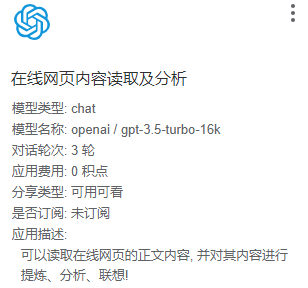 在线网页内容读取及分析
模型类型: chat
模型名称: openai / gpt-3.5-turbo-16k
对话轮次: 3 轮
应用费用: 0 积点
分享类型: 可用可看
是否订阅: 未订阅
应用描述:
可以读取在线网页的正文内容, 并对其内容进行
提炼、分析、联想!